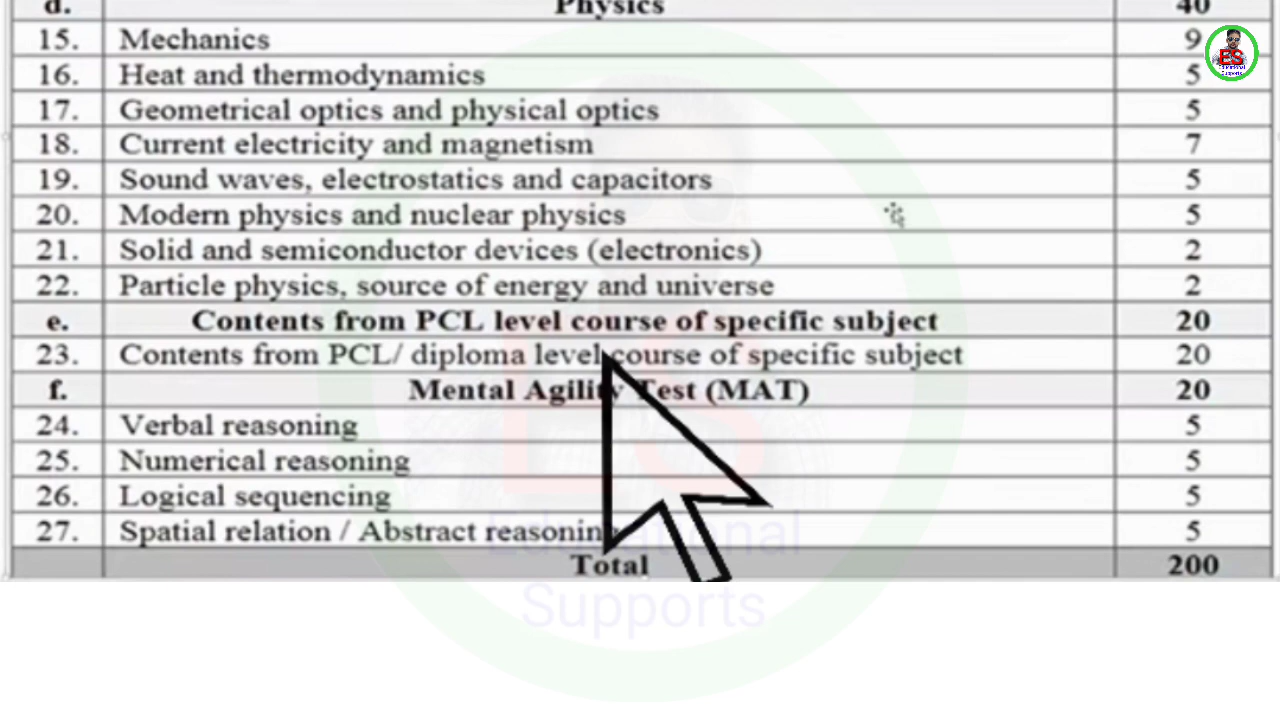 d. Physics 40
15. Mechanics 9
16. Heat and thermodynamics 5
17. Geometrical optics and physical optics 5
18. Current electricity and magnetism 7
19. Sound waves, electrostatics and capacitors 5
20. Modern physics and nuclear physics 5
21. Solid and semiconductor devices (electronics) 2
22. Particle physics, source of energy and universe 2
e. Contents from PCL level course of specific subject 20
23. Contents from PCL/ diploma level course of specific subject 20
f. Mental Agility Test (MAT) 20
24. Verbal reasoning 5
25. Numerical reasoning 5
26. Logical sequencing 5
27. Spatial relation / Abstract reasoning 5
Total 200
ES
Educational
Supports
ES
Educational
Supports